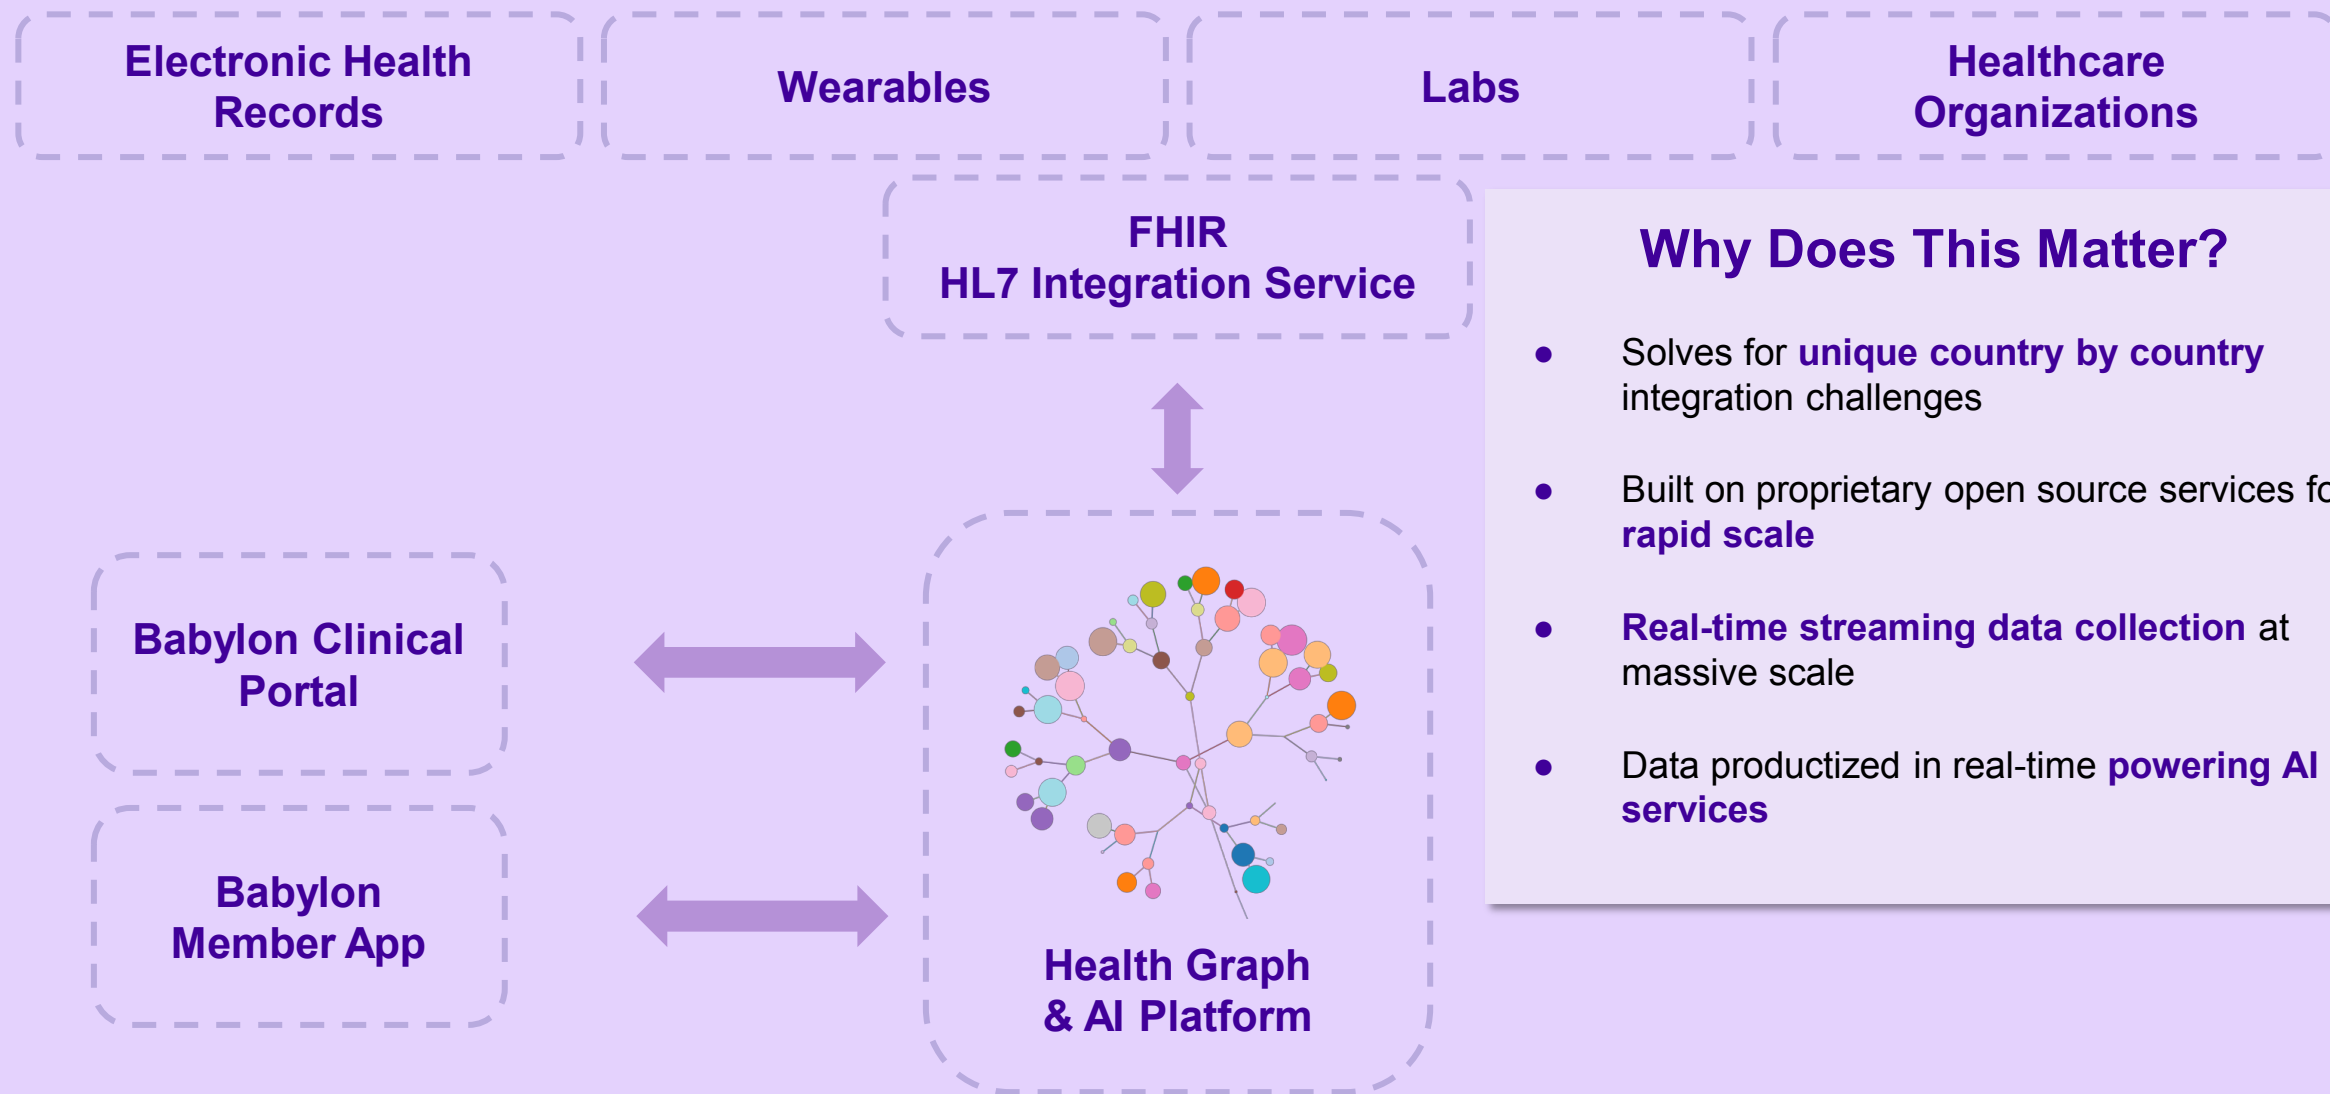 Electronic Health
Records
Wearables
Labs
Healthcare
Organizations
FHIR
HL7 Integration Service
Why Does This Matter?
● Solves for unique country by country
integration challenges
● Built on proprietary open source services
rapid scale
● Real-time streaming data collection at
massive scale
● Data productized in real-time powering AI
services
Babylon Clinical
Portal
Babylon
Member App
Health Graph
& AI Platform